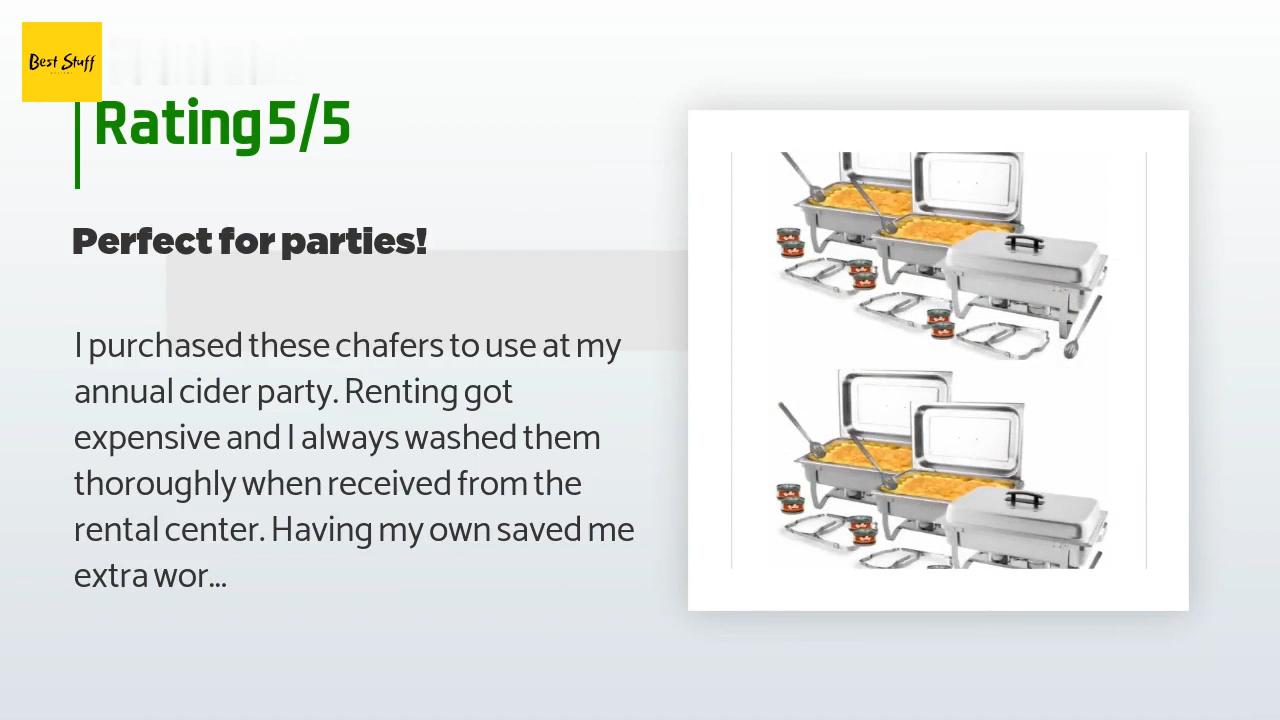 Best Stuff
Rating 5/5
Perfect for parties!
I purchased these chafers to use at my
annual cider party. Renting got
expensive and I always washed them
thoroughly when received from the
rental center. Having my own saved me
extra wor...